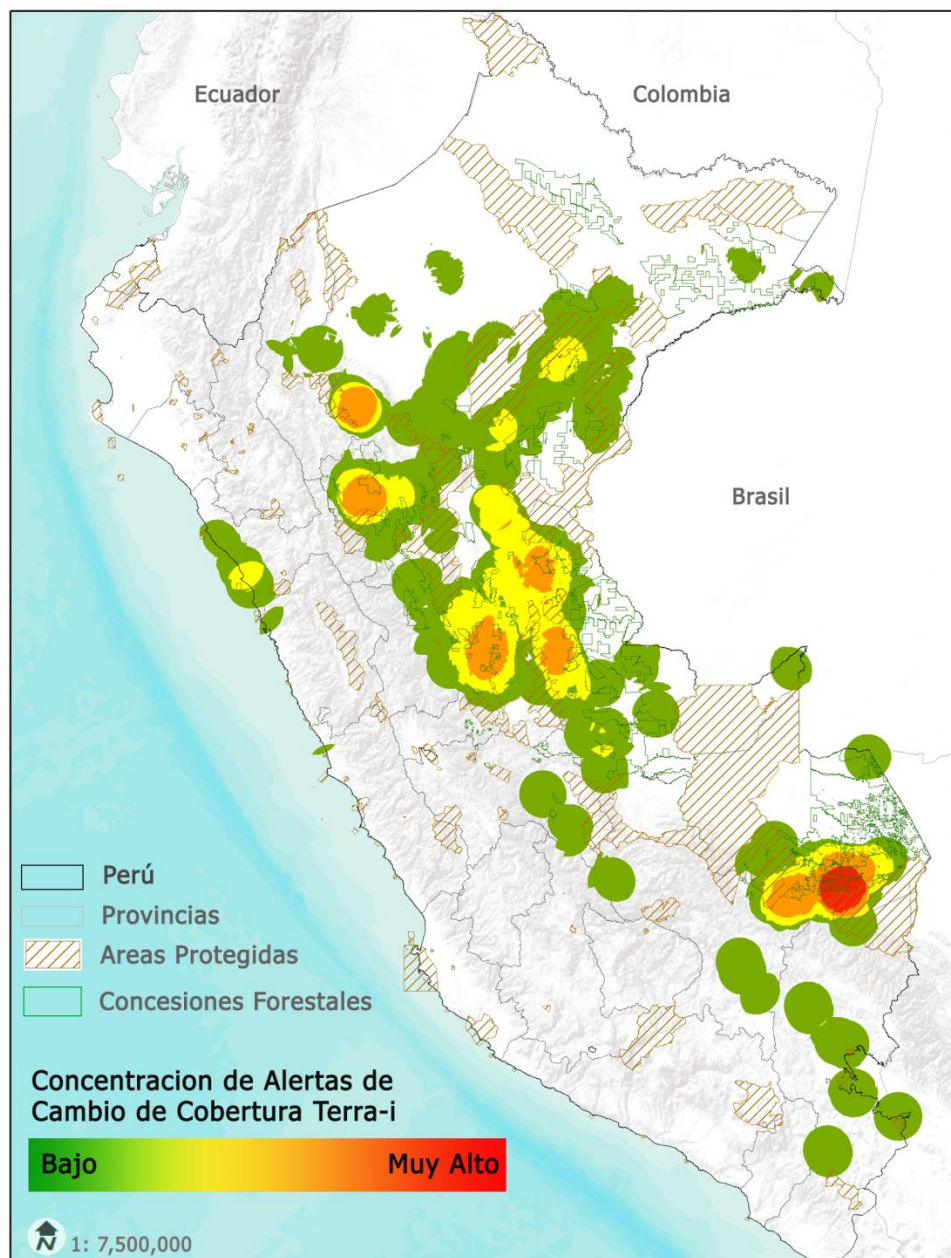 Ecuador
Colombia
Brasil
Perú
Provincias
Areas Protegidas
Concesiones Forestales
Concentracion de Alertas de
Cambio de Cobertura Terra-i
Bajo
Muy Alto
N
1: 7,500,000